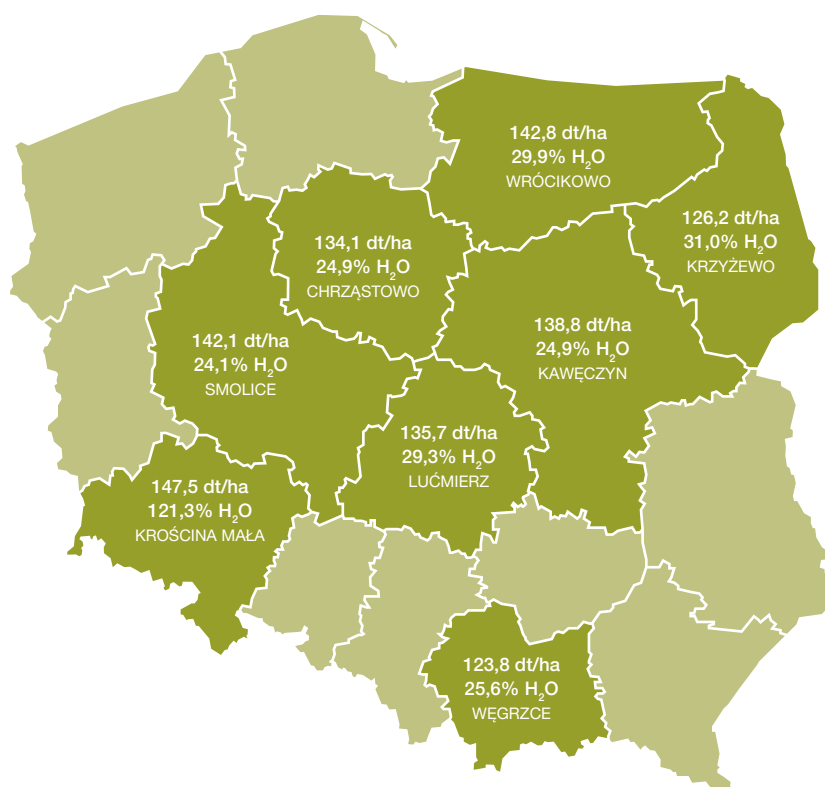 142,8 dt/ha
29,9% H₂O
WRÓCIKOWO
126,2 dt/ha
31,0% H₂O
KRZYŻEWO
134,1 dt/ha
24,9% H₂O
CHRZĄSTOWO
142,1 dt/ha
24,1% H₂O
SMOLICE
138,8 dt/ha
24,9% H₂O
KAWĘCZYN
135,7 dt/ha
29,3% H₂O
LUĆMIERZ
147,5 dt/ha
121,3% H₂O
KROŚCINA MAŁA
123,8 dt/ha
25,6% H₂O
WĘGRZCE